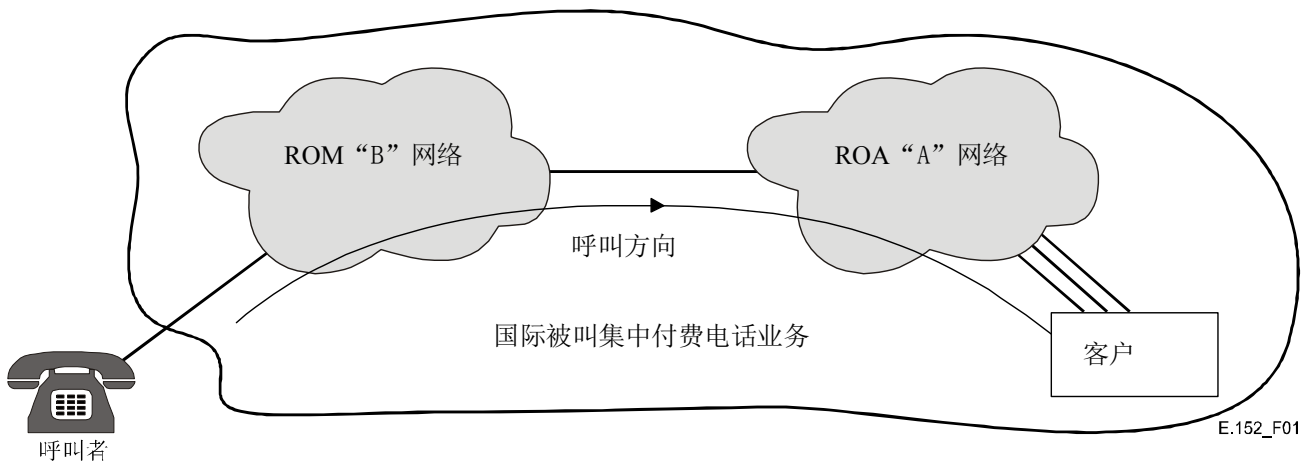 ROM“B”网络
ROA“A”网络
呼叫方向
国际被叫集中付费电话业务
客户
E.152_F01
呼叫者